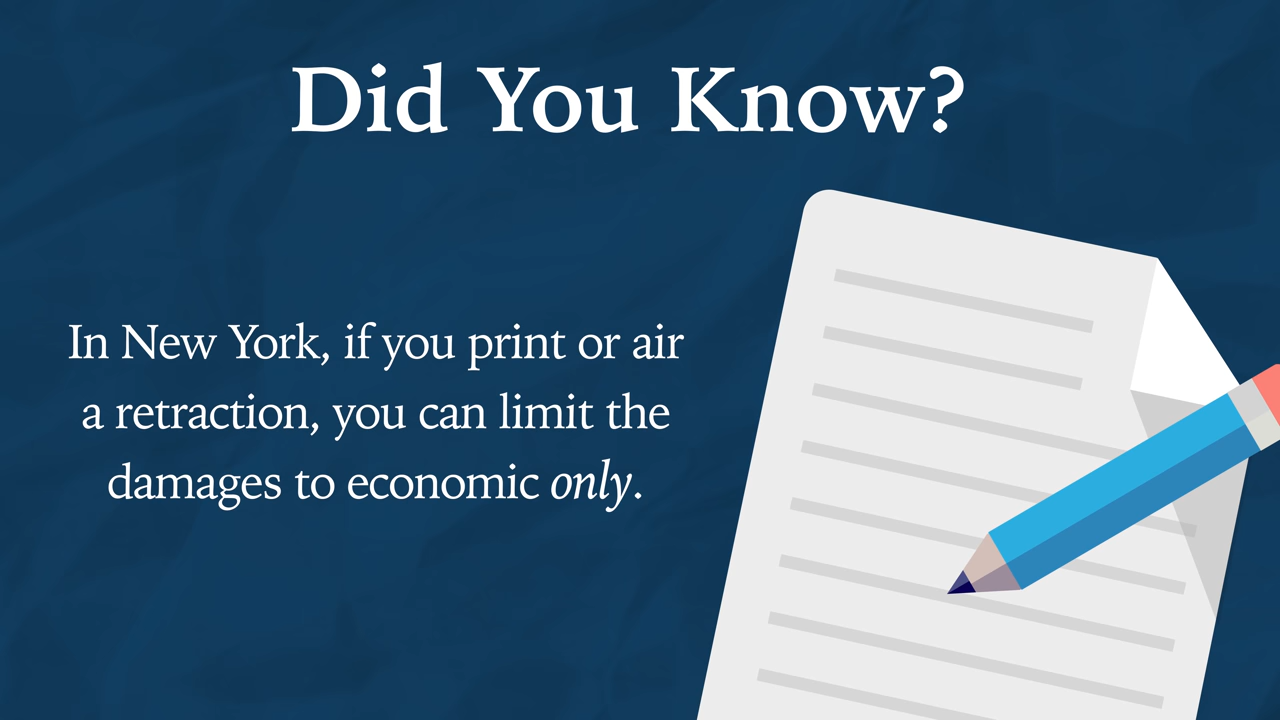 Did You Know?
In New York, if you print or air
a retraction, you can limit the
damages to economic only.